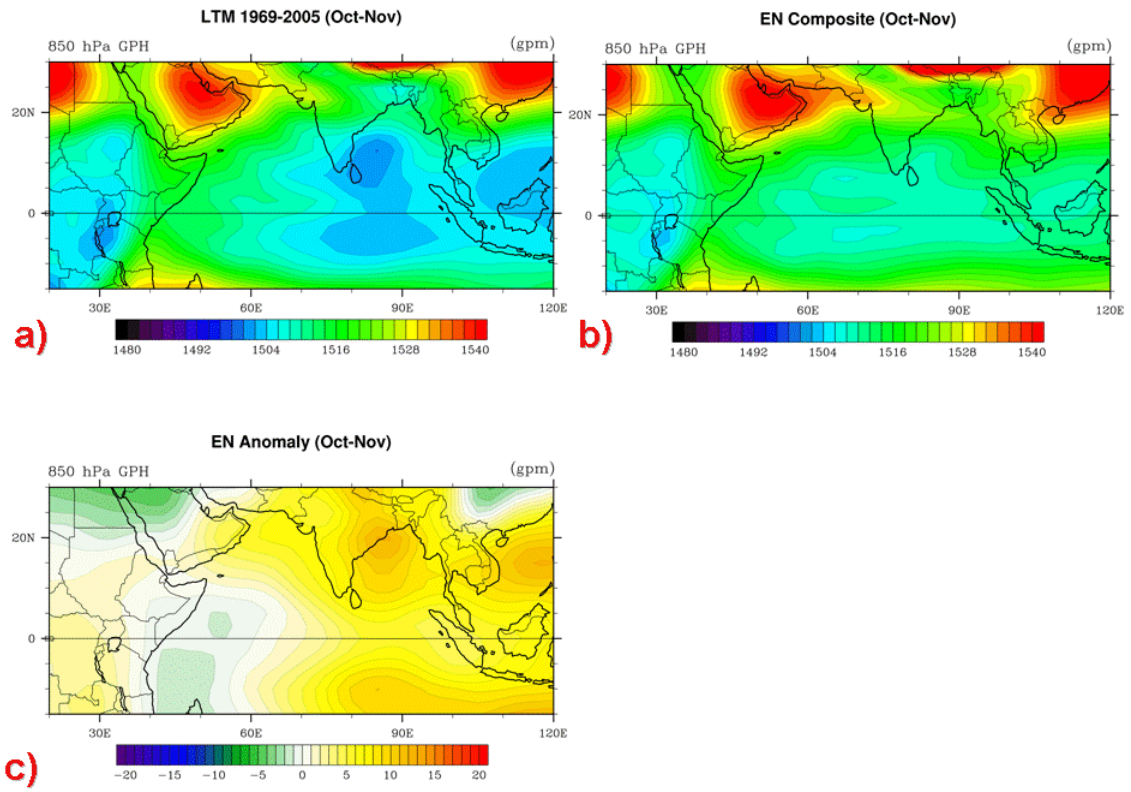 LTM 1969-2005 (Oct-Nov)
850 hPa GPH (gpm)
20N
0
30E 60E 90E 120E
a)
1480 1492 1504 1516 1528 1540
EN Composite (Oct-Nov)
850 hPa GPH (gpm)
20N
0
30E 60E 90E 120E
b)
1480 1492 1504 1516 1528 1540
EN Anomaly (Oct-Nov)
850 hPa GPH (gpm)
20N
0
30E 60E 90E 120E
c)
−20 −15 −10 −5 0 5 10 15 20